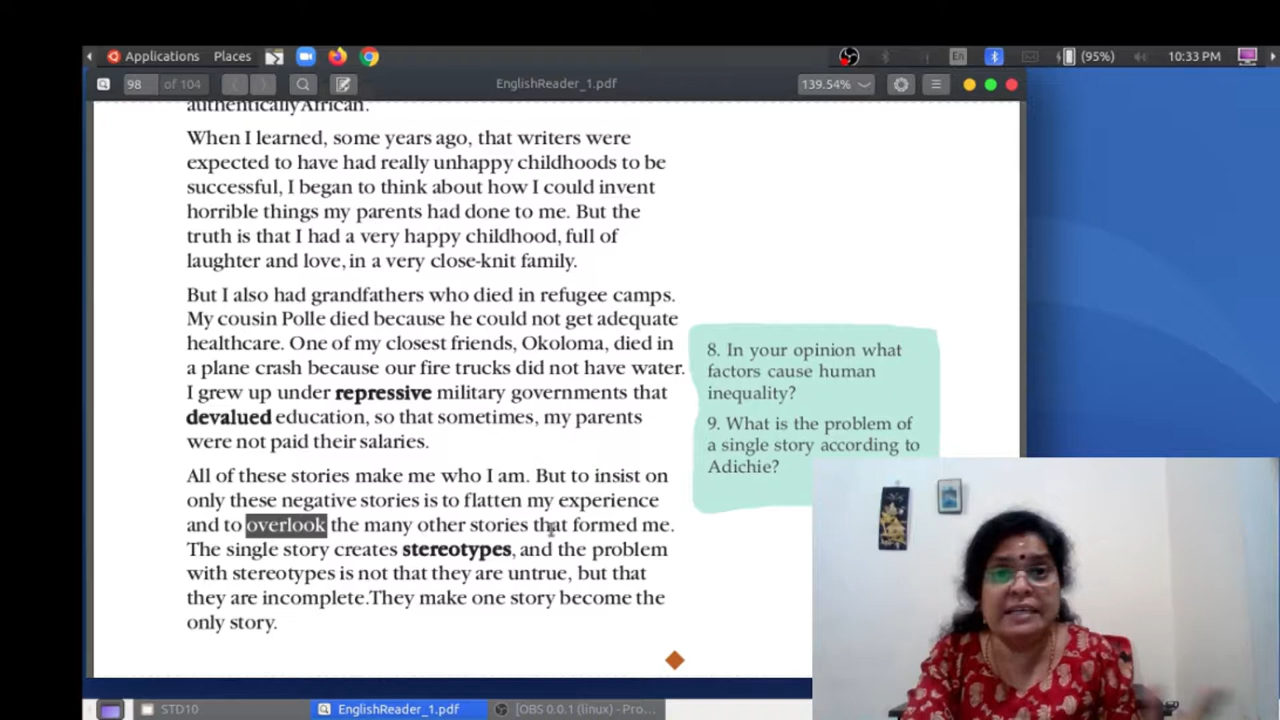 Applications Places En (95%) 10:33 PM
98 of 104 EnglishReader_1.pdf 139.54%
authentically African.
When I learned, some years ago, that writers were
expected to have had really unhappy childhoods to be
successful, I began to think about how I could invent
horrible things my parents had done to me. But the
truth is that I had a very happy childhood, full of
laughter and love, in a very close-knit family.
But I also had grandfathers who died in refugee camps.
My cousin Polle died because he could not get adequate
healthcare. One of my closest friends, Okoloma, died in
a plane crash because our fire trucks did not have water.
I grew up under repressive military governments that
devalued education, so that sometimes, my parents
were not paid their salaries.
All of these stories make me who I am. But to insist on
only these negative stories is to flatten my experience
and to overlook the many other stories that formed me.
The single story creates stereotypes, and the problem
with stereotypes is not that they are untrue, but that
they are incomplete. They make one story become the
only story.
8. In your opinion what
factors cause human
inequality?
9. What is the problem of
a single story according to
Adichie?
STD10 EnglishReader_1.pdf [OBS 0.0.1 (linux) - Pro...